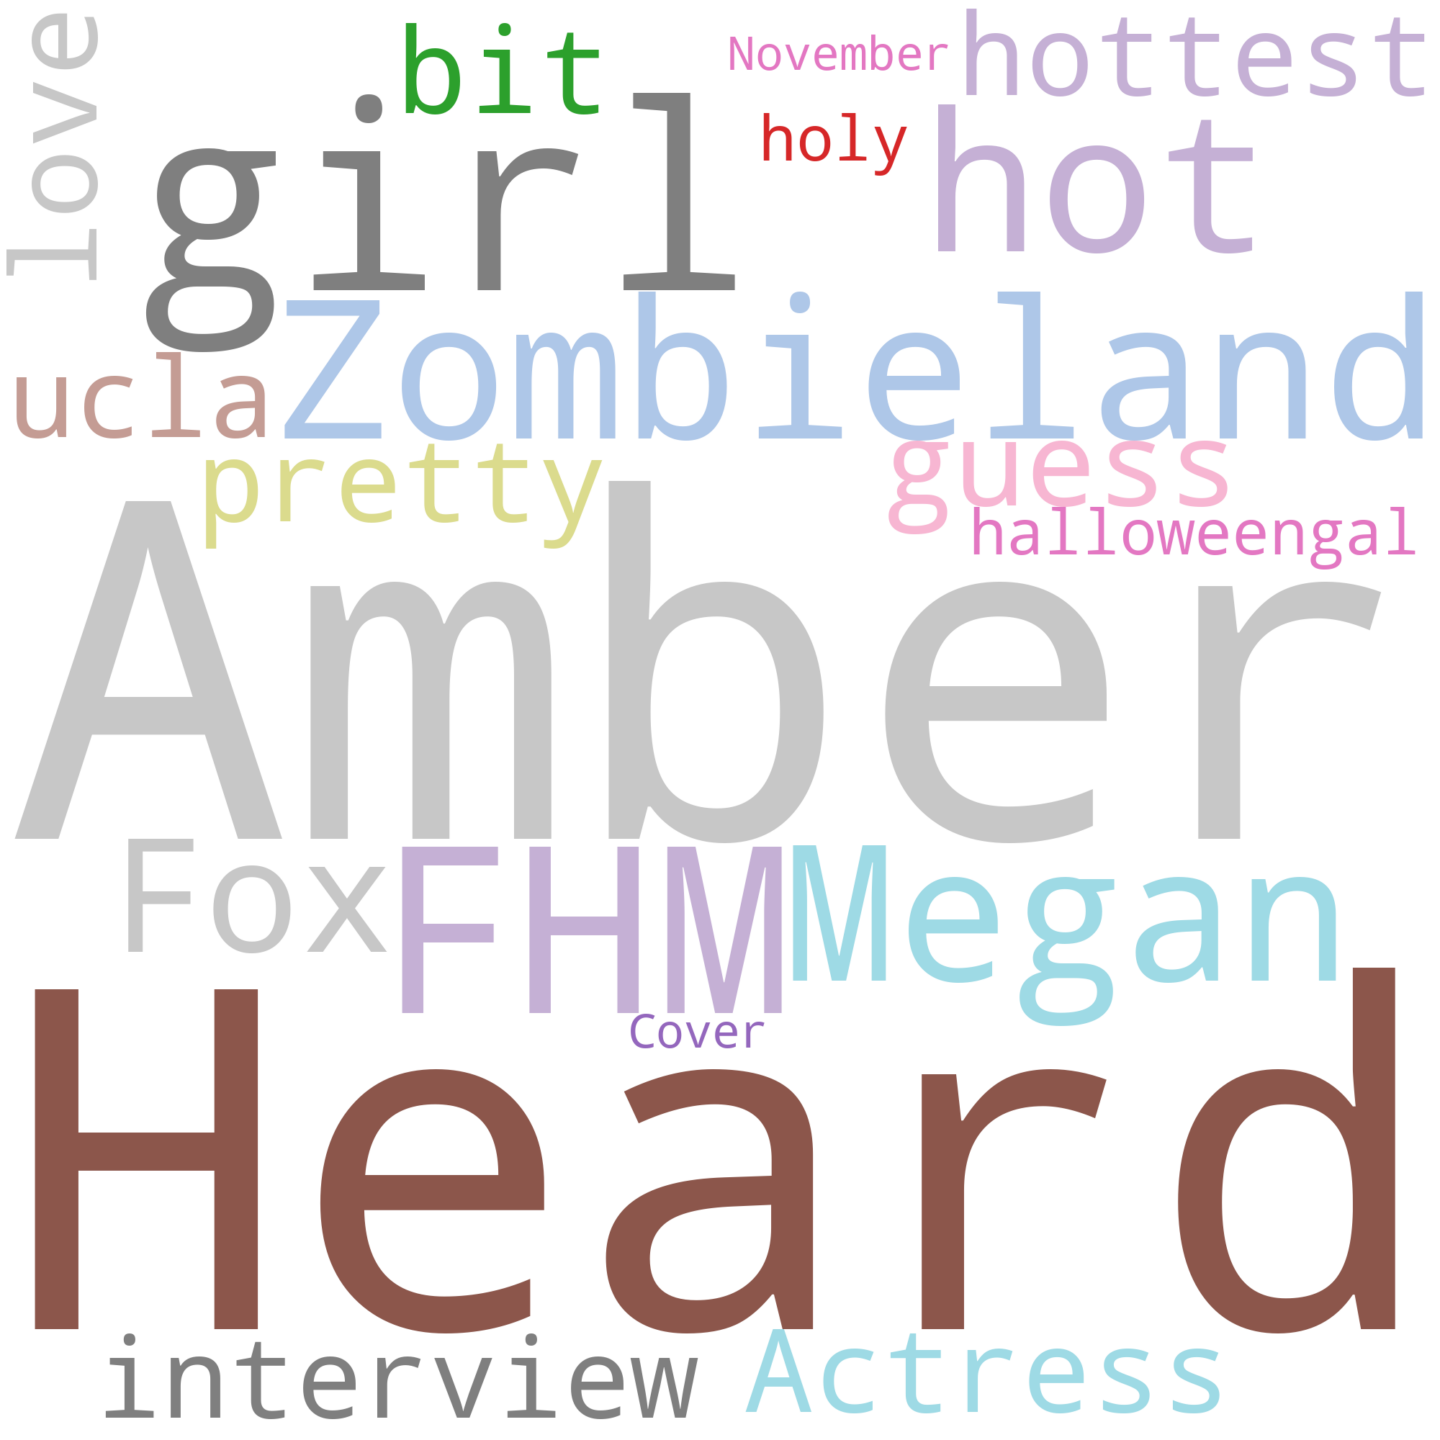 love
bit
November
hottest
girl
holy
hot
Zombieland
ucla
pretty
guess
halloweengal
Amber
Fox
FHM
Megan
Cover
Heard
interview
Actress